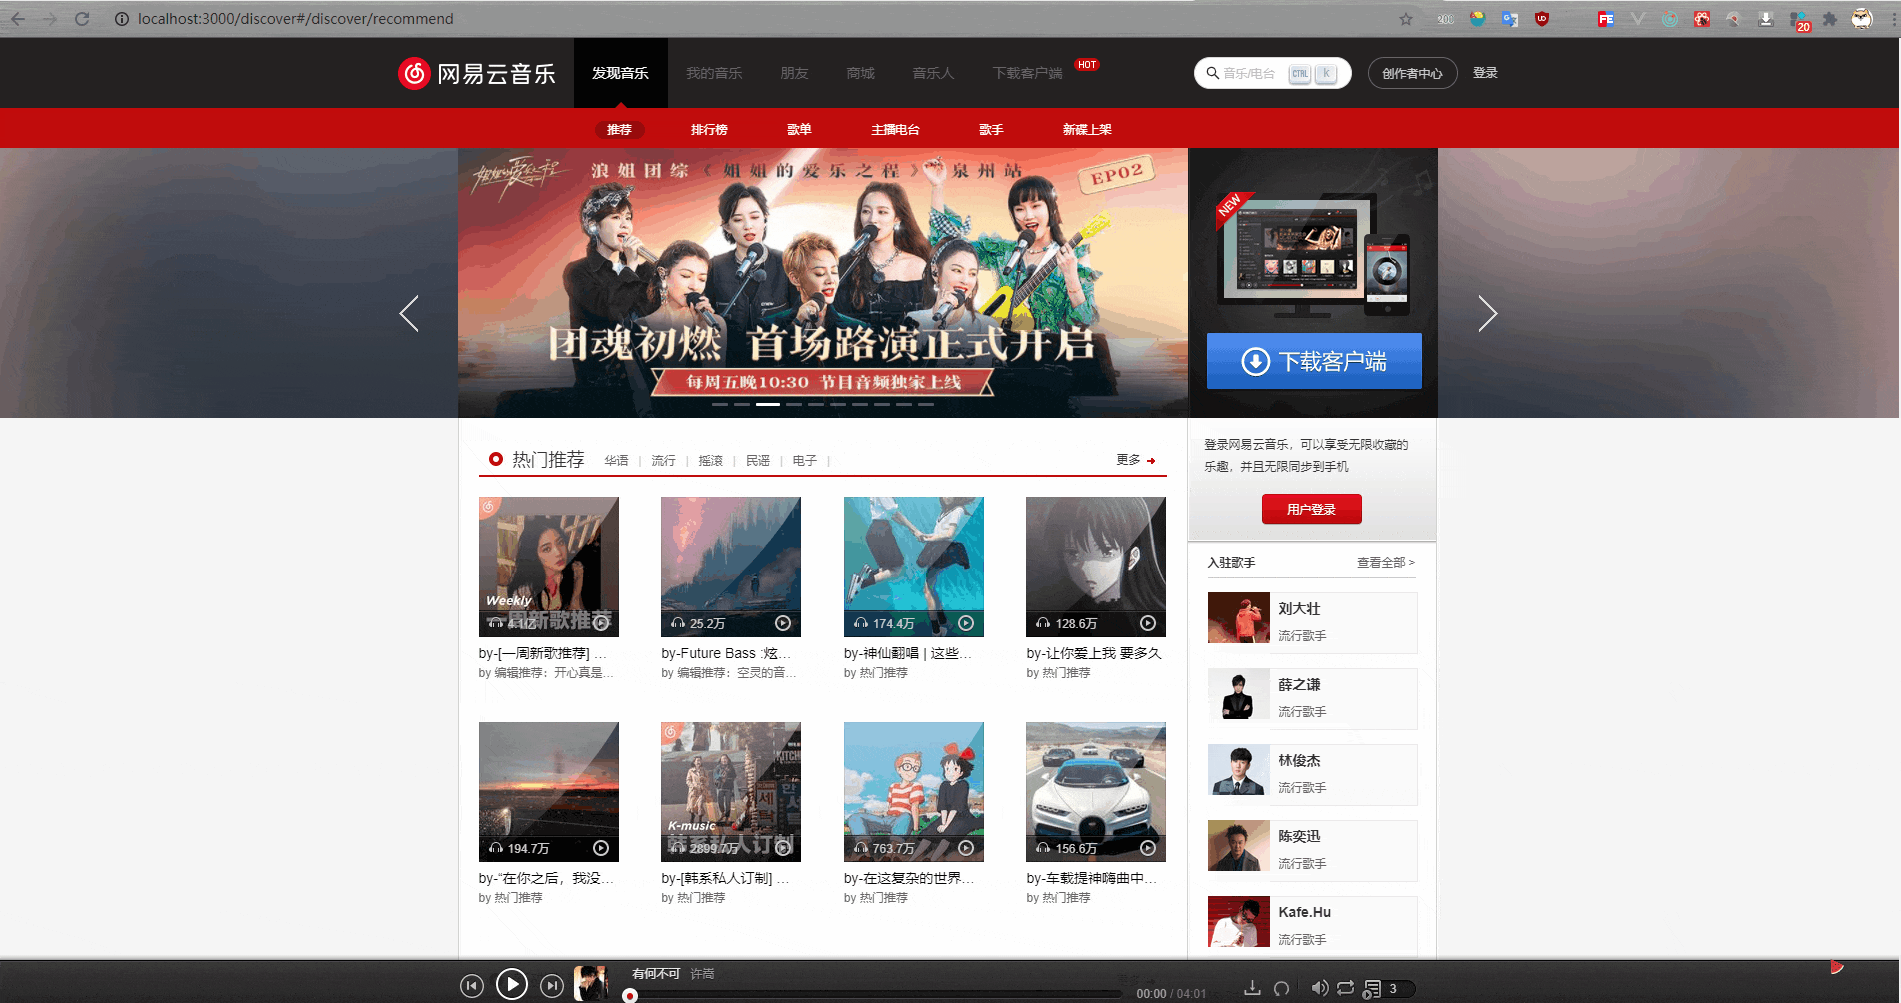 localhost:3000/discover#/discover/recommend
200
FE
20
网易云音乐
发现音乐 我的音乐 朋友 商城 音乐人 下载客户端 HOT
音乐/电台 CTRL k
创作者中心 登录
推荐 排行榜 歌单 主播电台 歌手 新碟上架
浪姐团综《姐姐的爱乐之程》泉州站
EP02
团魂初燃 首场路演正式开启
每周五晚10:30 节目音频独家上线
NEW
下载客户端
热门推荐 华语 | 流行 | 摇滚 | 民谣 | 电子 |
更多
Weekly
一周新歌推荐
4.1亿
by-[一周新歌推荐] ...
by 编辑推荐：开心真是...
25.2万
by-Future Bass :炫...
by 编辑推荐：空灵的音...
174.4万
by-神仙翻唱 | 这些...
by 热门推荐
128.6万
by-让你爱上我 要多久
by 热门推荐
194.7万
by-“在你之后，我没...
by 热门推荐
K-music
韩系私人订制
2899.7万
by-[韩系私人订制] ...
by 热门推荐
763.7万
by-在这复杂的世界...
by 热门推荐
156.6万
by-车载提神嗨曲中...
by 热门推荐
登录网易云音乐，可以享受无限收藏的
乐趣，并且无限同步到手机
用户登录
入驻歌手 查看全部 >
刘大壮
流行歌手
薛之谦
流行歌手
林俊杰
流行歌手
陈奕迅
流行歌手
Kafe.Hu
流行歌手
有何不可 许嵩
00:00 / 04:01
3